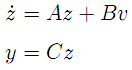 ż = Az + Bv
y = Cz